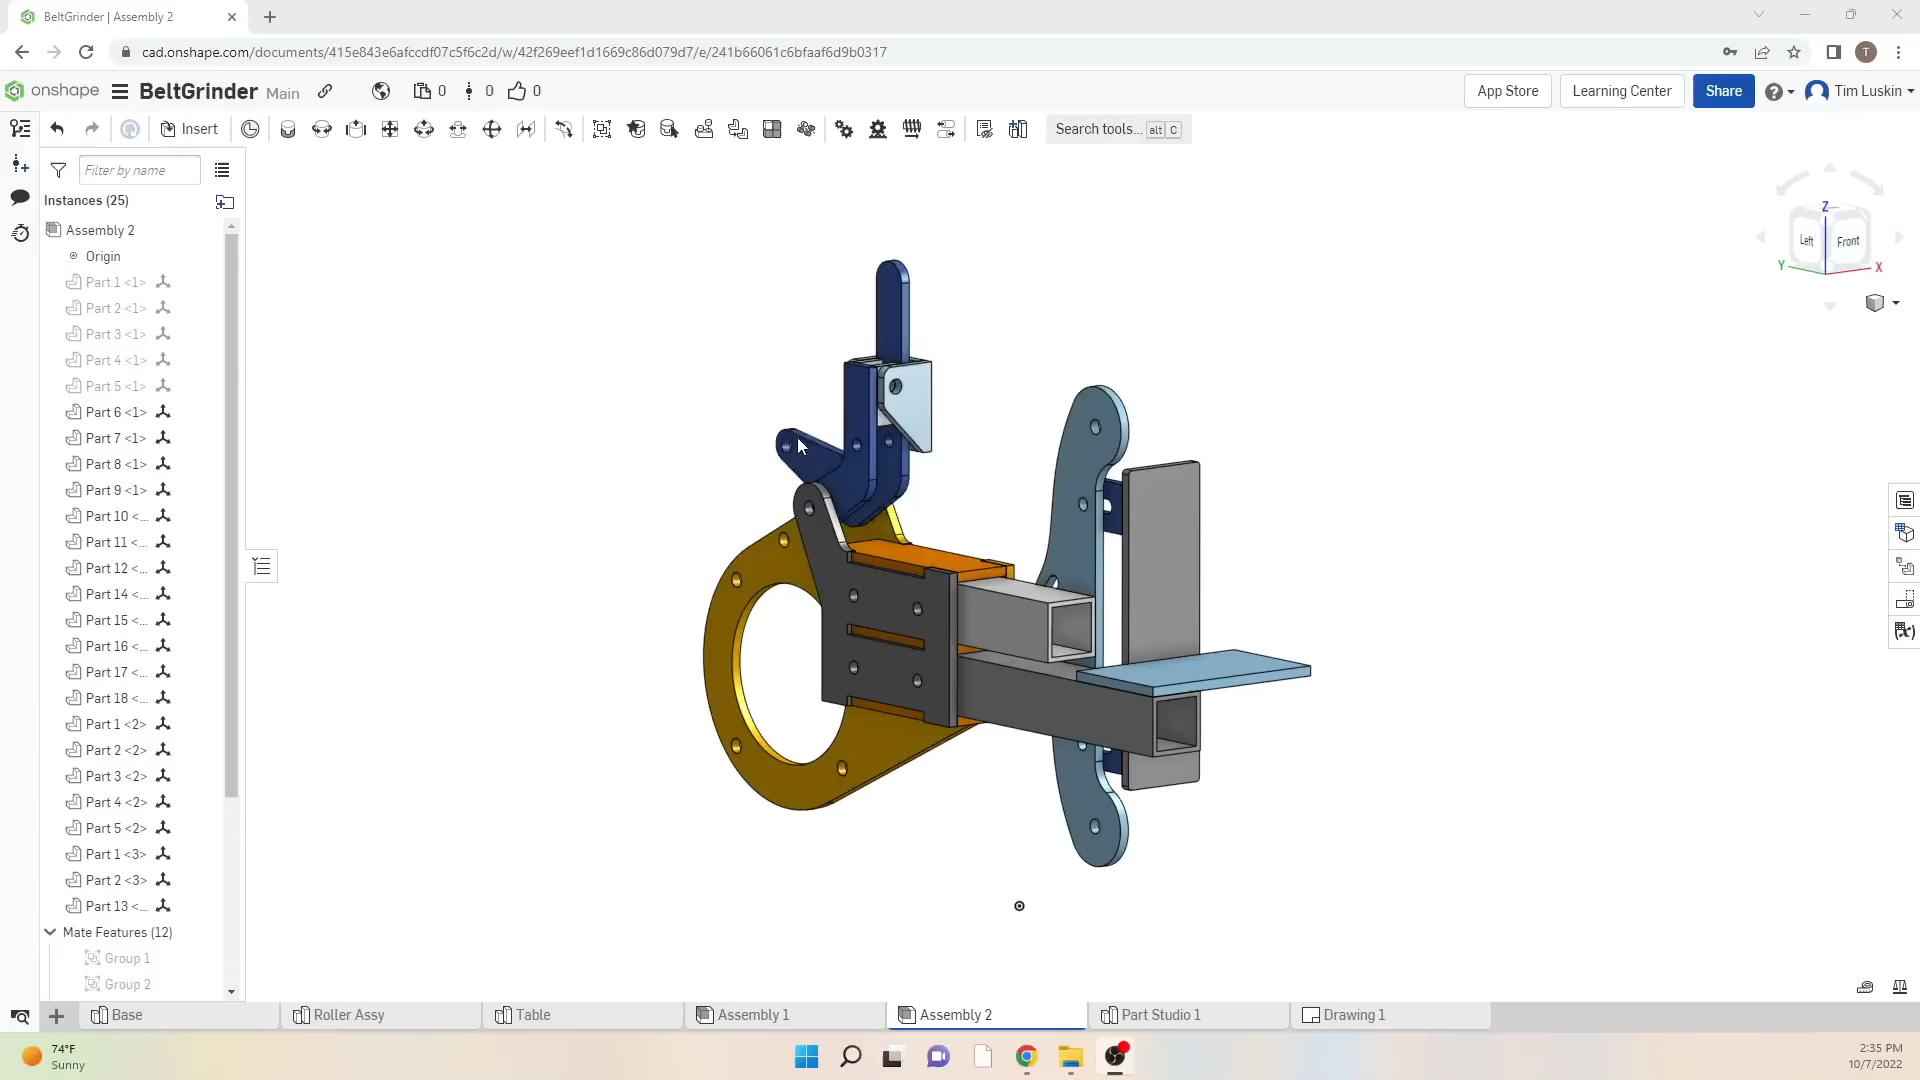 BeltGrinder | Assembly 2
cad.onshape.com/documents/415e843e6afccdf07c5f6c2d/w/42f269eef1d1669c86d079d7/e/241b66061c6bfaaf6d9b0317
T
onshape BeltGrinder Main 0 0 0 App Store Learning Center Share Tim Luskin
Insert Search tools... alt C
Filter by name
Instances (25)
Assembly 2
Origin
Part 1 <1>
Part 2 <1>
Part 3 <1>
Part 4 <1>
Part 5 <1>
Part 6 <1>
Part 7 <1>
Part 8 <1>
Part 9 <1>
Part 10 <...
Part 11 <...
Part 12 <...
Part 14 <...
Part 15 <...
Part 16 <...
Part 17 <...
Part 18 <...
Part 1 <2>
Part 2 <2>
Part 3 <2>
Part 4 <2>
Part 5 <2>
Part 1 <3>
Part 2 <3>
Part 13 <...
Mate Features (12)
Group 1
Group 2
Z
Left Front
Y X
(x)
Base Roller Assy Table Assembly 1 Assembly 2 Part Studio 1 Drawing 1
74°F
Sunny
2:35 PM
10/7/2022